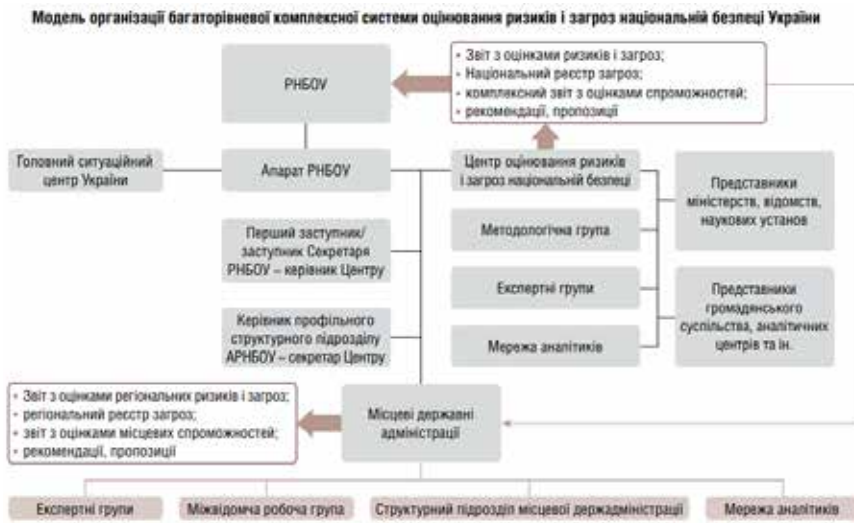 Модель організації багаторівневої комплексної системи оцінювання ризиків і загроз національній безпеці України
РНБОУ
• Звіт з оцінками ризиків і загроз;
• Національний реєстр загроз;
• комплексний звіт з оцінками спроможностей;
• рекомендації, пропозиції
Головний ситуаційний
центр України
Апарат РНБОУ
Центр оцінювання ризиків
і загроз національній безпеці
Представники
міністерств, відомств,
наукових установ
Перший заступник/
заступник Секретаря
РНБОУ – керівник Центру
Методологічна група
Експертні групи
Представники
громадянського
суспільства, аналітичних
центрів та ін.
Керівник профільного
структурного підрозділу
АРНБОУ – секретар Центру
Мережа аналітиків
• Звіт з оцінками регіональних ризиків і загроз;
• регіональний реєстр загроз;
• звіт з оцінками місцевих спроможностей;
• рекомендації, пропозиції
Місцеві державні
адміністрації
Експертні групи
Міжвідомча робоча група
Структурний підрозділ місцевої держадміністрації
Мережа аналітиків